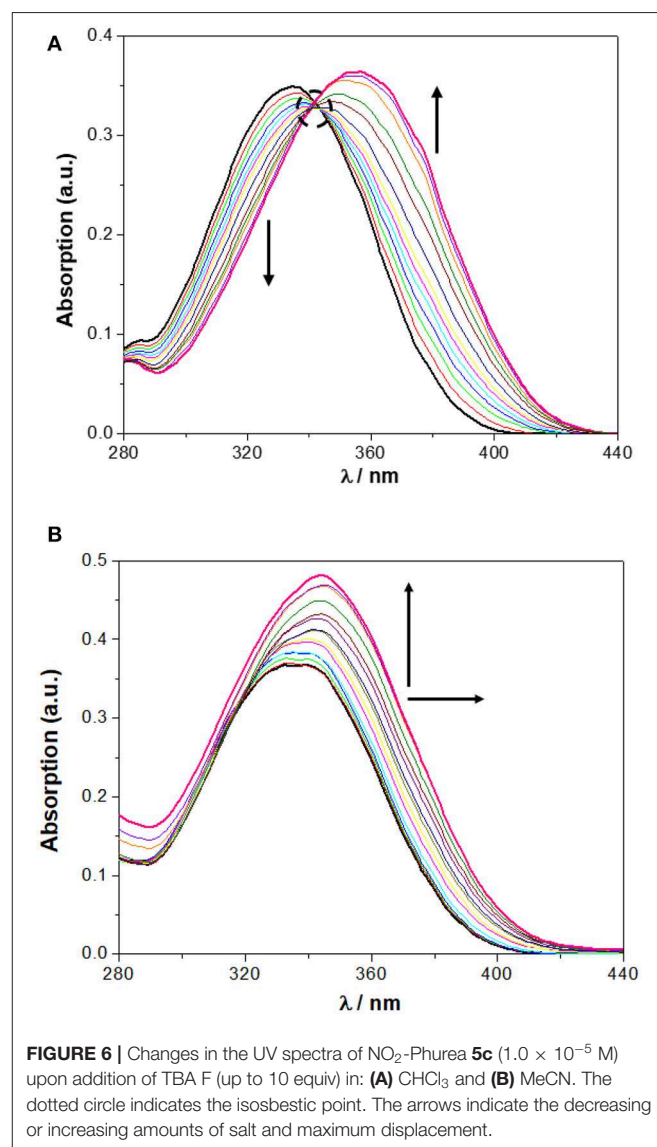 A
0.4
0.3
0.2
0.1
0.0
Absorption (a.u.)
280 320 360 400 440
λ / nm
B
0.5
0.4
0.3
0.2
0.1
0.0
Absorption (a.u.)
280 320 360 400 440
λ / nm
FIGURE 6 | Changes in the UV spectra of NO₂-Phurea 5c (1.0 × 10⁻⁵ M)
upon addition of TBA F (up to 10 equiv) in: (A) CHCl₃ and (B) MeCN. The
dotted circle indicates the isosbestic point. The arrows indicate the decreasing
or increasing amounts of salt and maximum displacement.